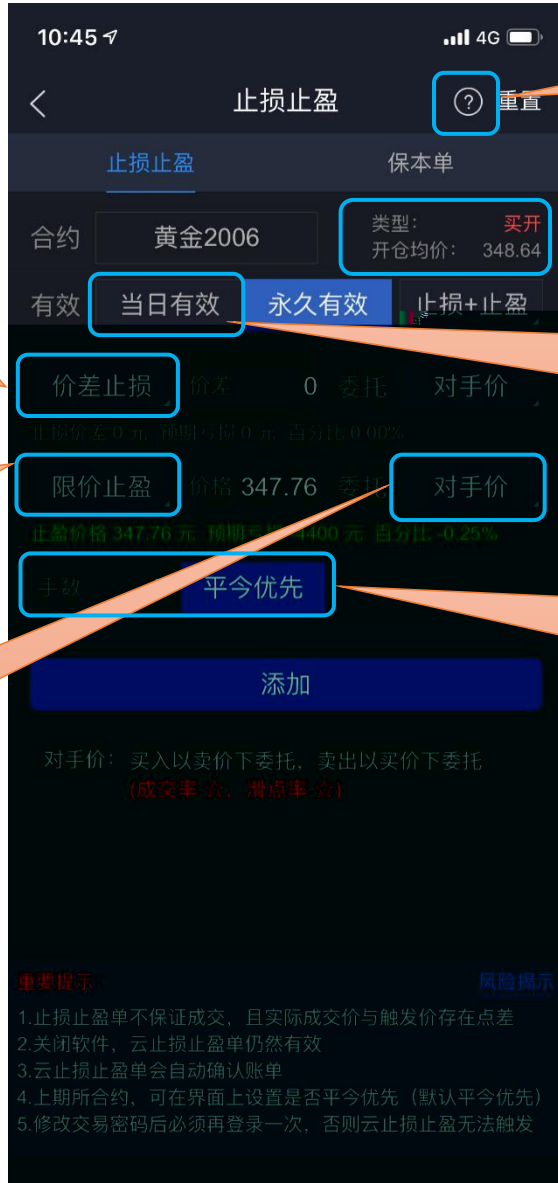 10:45 4G
止损止盈 ? 重置
止损止盈 保本单
合约 黄金2006 类型: 买开
开仓均价: 348.64
有效 当日有效 永久有效 止损+止盈
价差止损 价差 0 委托 对手价
止损价差 0 元, 预期亏损 0 元, 百分比 0.00%
限价止盈 价格 347.76 委托 对手价
止盈价格 347.76 元 预期 4400 元 百分比 -0.25%
手数 平今优先
添加
对手价: 买入以卖价下委托, 卖出以买价下委托
(成交率:☆, 滑点率:☆)
重要提示: 风险揭示
1.止损止盈单不保证成交, 且实际成交价与触发价存在点差
2.关闭软件, 云止损止盈单仍然有效
3.云止损止盈单会自动确认账单
4.上期所合约, 可在界面上设置是否平今优先 (默认平今优先)
5.修改交易密码后必须再登录一次, 否则云止损止盈无法触发